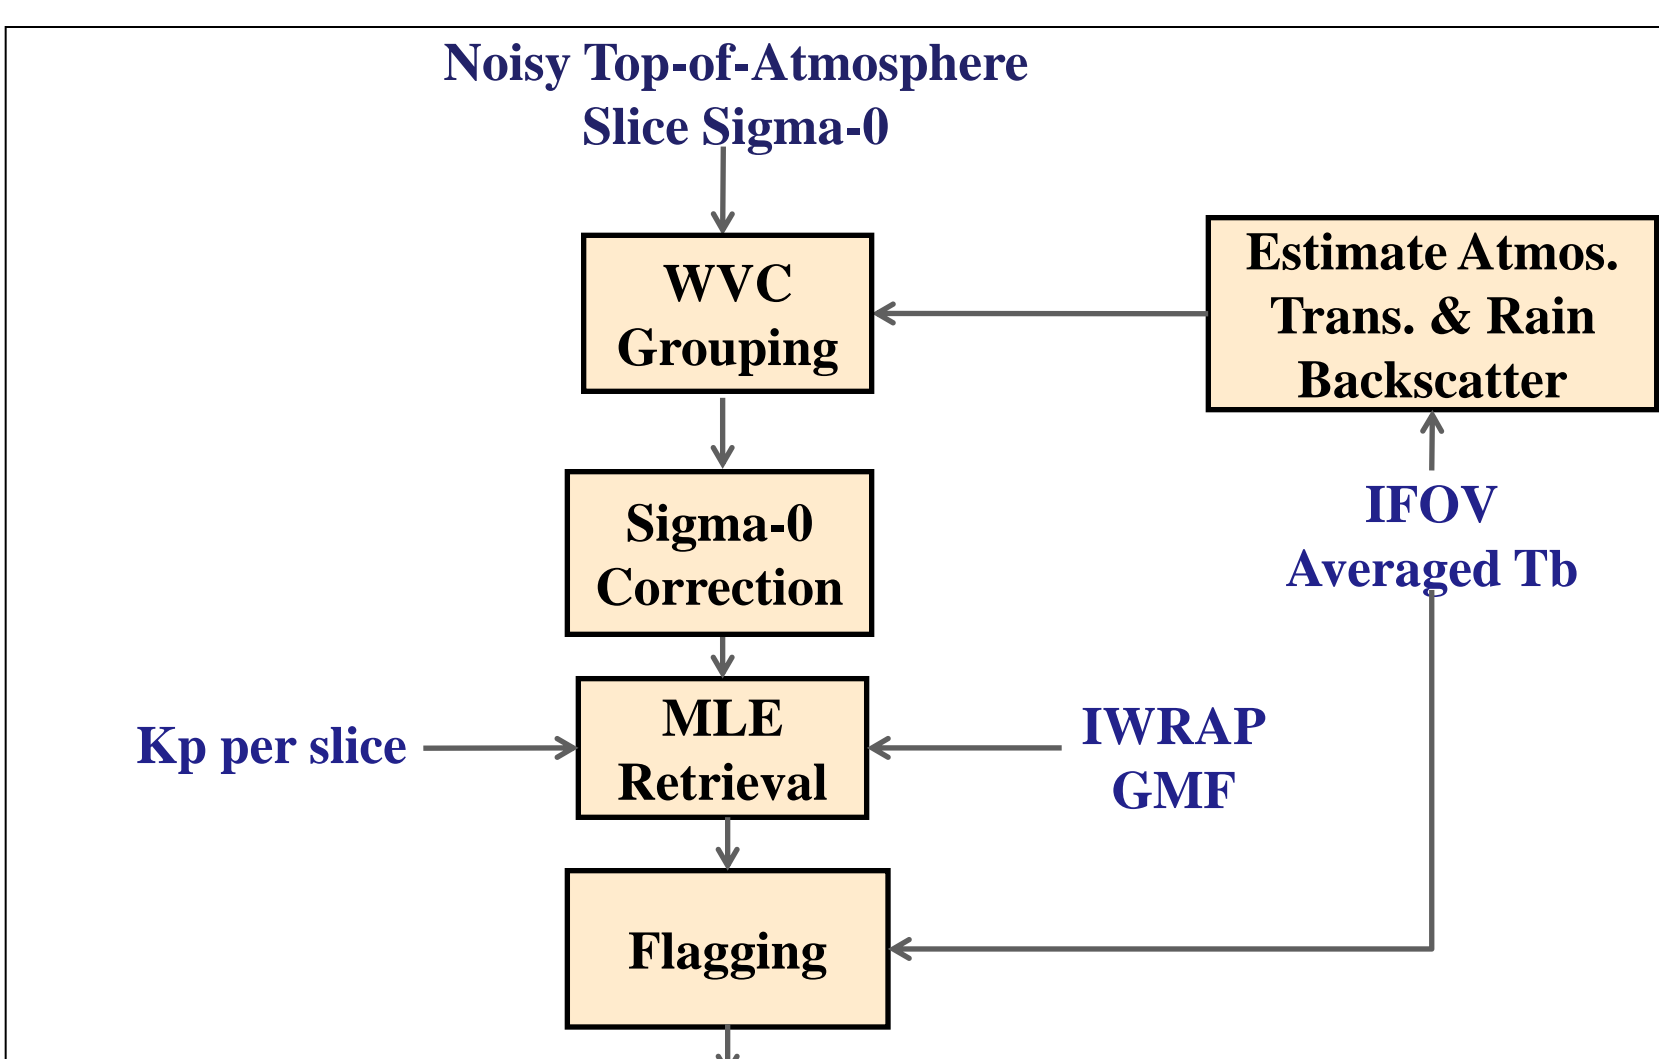 Noisy Top-of-Atmosphere
Slice Sigma-0
WVC
Grouping
Estimate Atmos.
Trans. & Rain
Backscatter
Sigma-0
Correction
IFOV
Averaged Tb
Kp per slice
MLE
Retrieval
IWRAP
GMF
Flagging